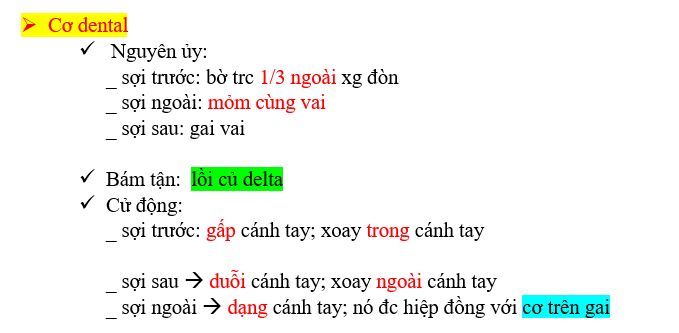 ➢ Cơ dental
✓ Nguyên ủy:
_ sợi trước: bờ trc 1/3 ngoài xg đòn
_ sợi ngoài: mỏm cùng vai
_ sợi sau: gai vai
✓ Bám tận: lồi củ delta
✓ Cử động:
_ sợi trước: gấp cánh tay; xoay trong cánh tay
_ sợi sau → duỗi cánh tay; xoay ngoài cánh tay
_ sợi ngoài → dạng cánh tay; nó đc hiệp đồng với cơ trên gai